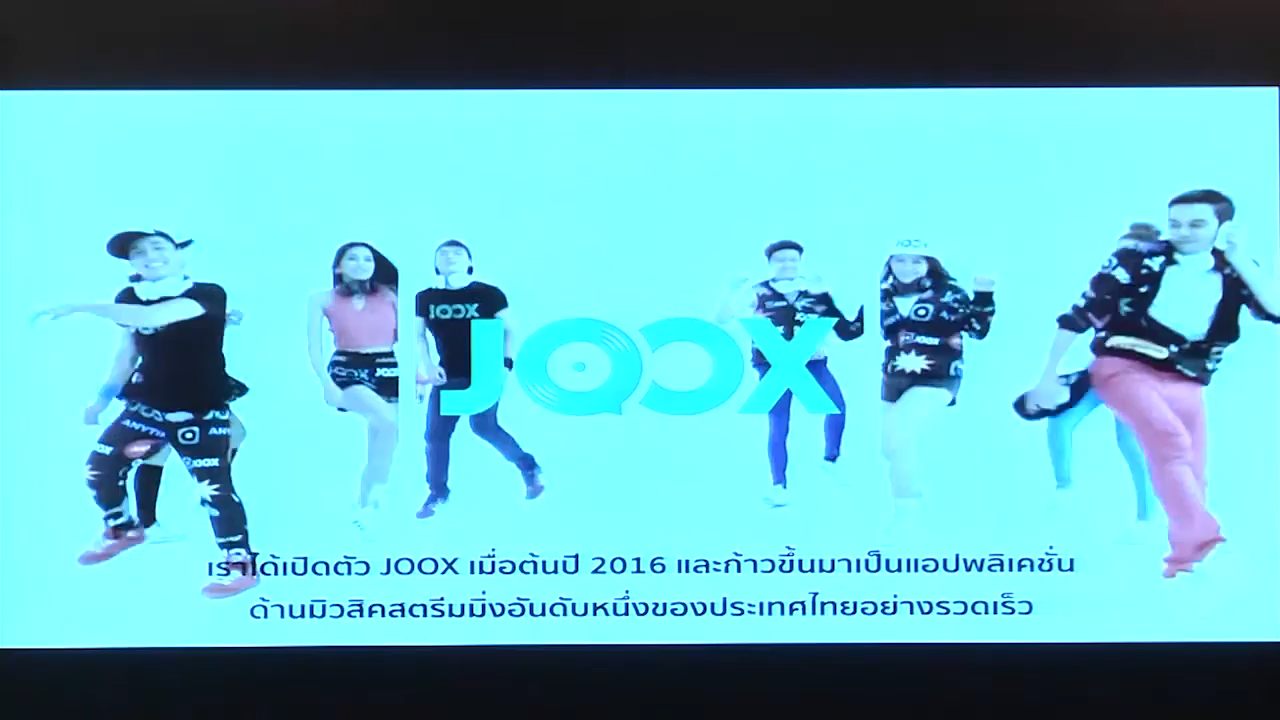 JOOX
JOOX
JOOX
เราได้เปิดตัว JOOX เมื่อต้นปี 2016 และก้าวขึ้นมาเป็นแอปพลิเคชั่น
ด้านมิวสิคสตรีมมิ่งอันดับหนึ่งของประเทศไทยอย่างรวดเร็ว